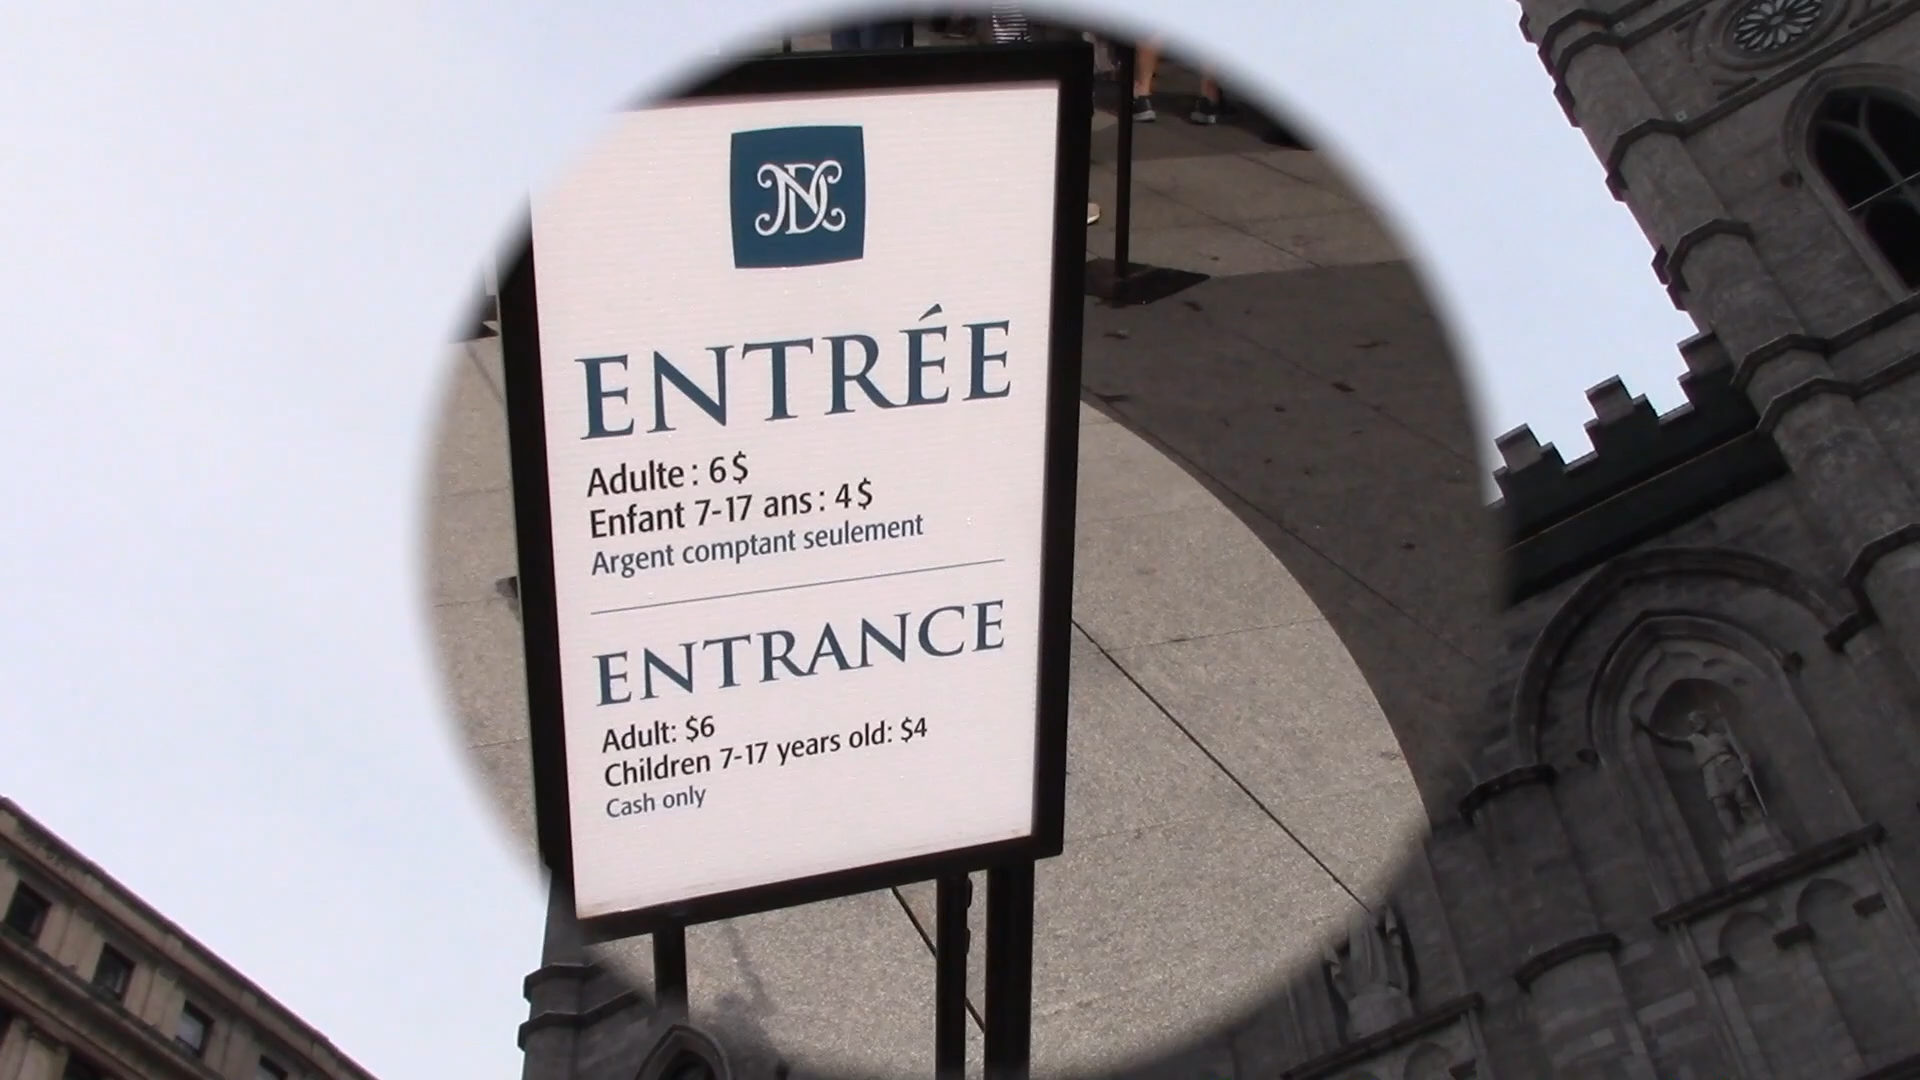 ND
ENTRÉE
Adulte : 6 $
Enfant 7-17 ans : 4 $
Argent comptant seulement
ENTRANCE
Adult: $6
Children 7-17 years old: $4
Cash only